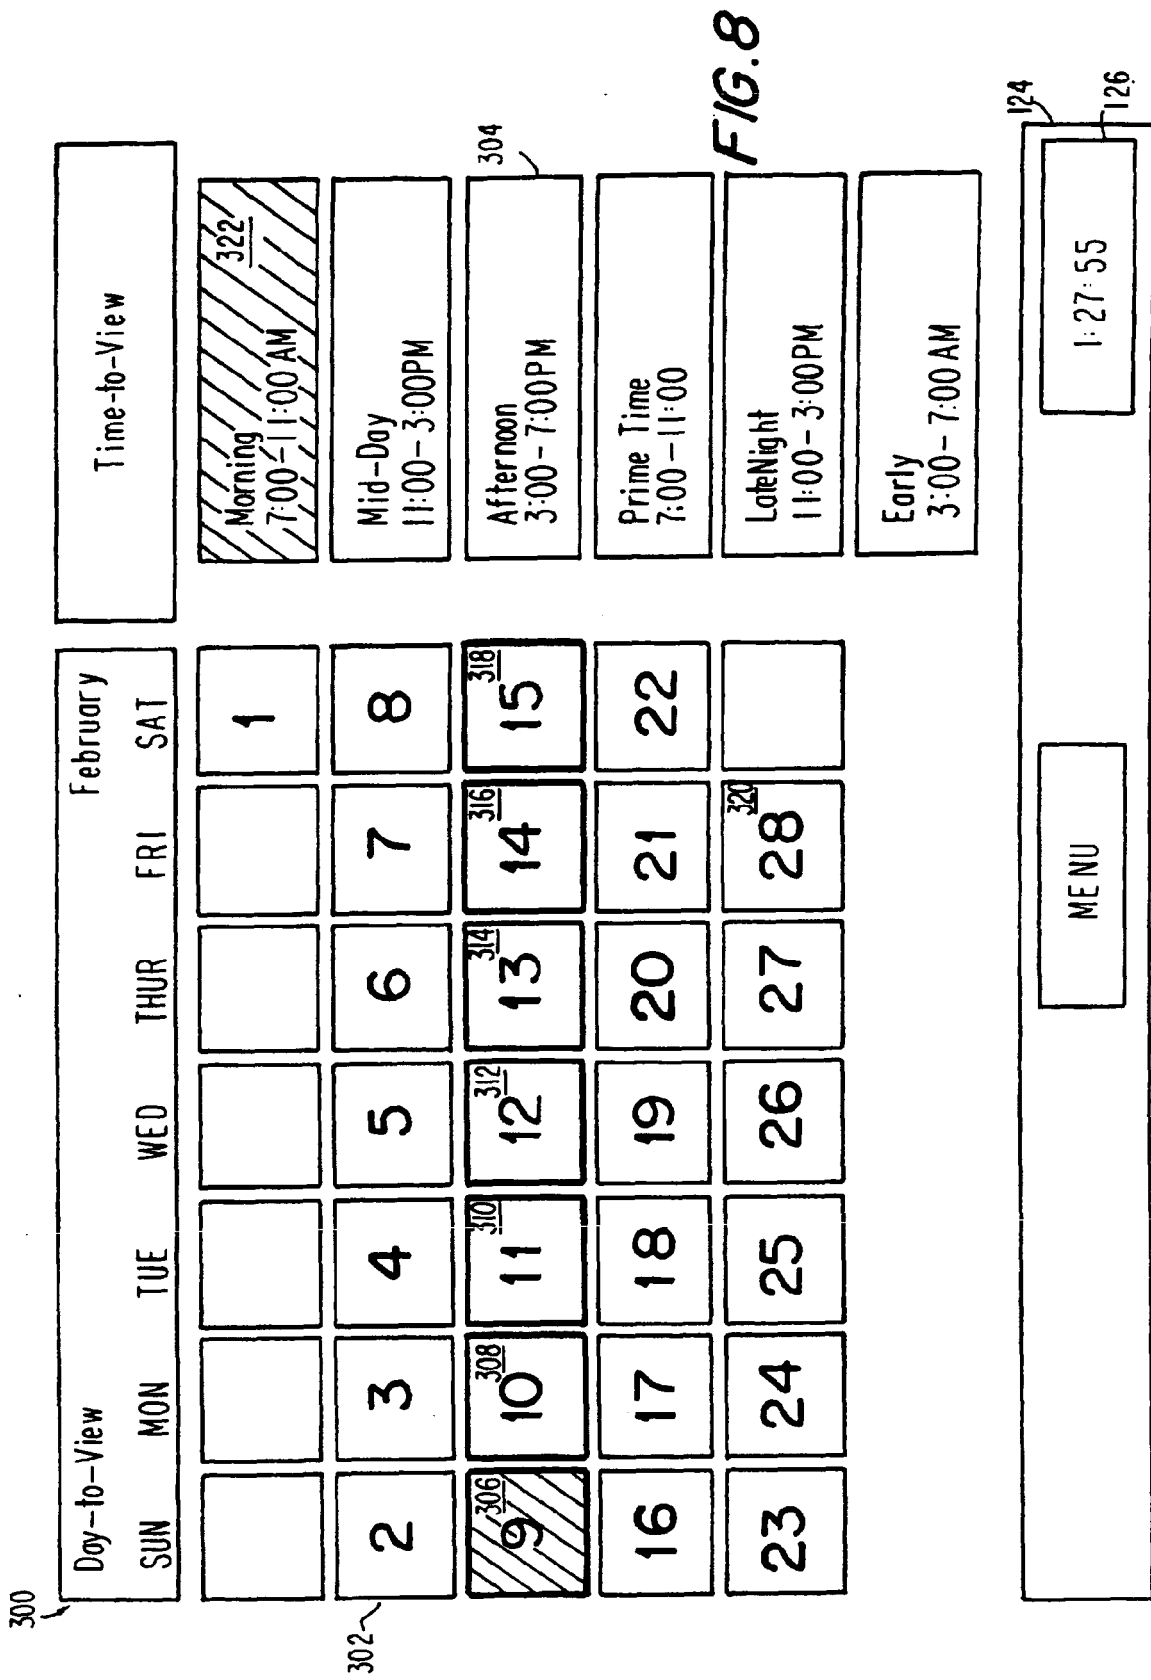 300
Day-to-View February
SUN MON TUE WED THUR FRI SAT
Time-to-View
1
302
2 3 4 5 6 7 8
306 308 310 312 314 316 318
9 10 11 12 13 14 15
16 17 18 19 20 21 22
320
23 24 25 26 27 28
322
Morning
7:00-11:00 AM
Mid-Day
11:00-3:00PM
304
Afternoon
3:00-7:00PM
Prime Time
7:00-11:00
LateNight
11:00-3:00PM
Early
3:00-7:00 AM
FIG.8
124
MENU
1:27:55
126